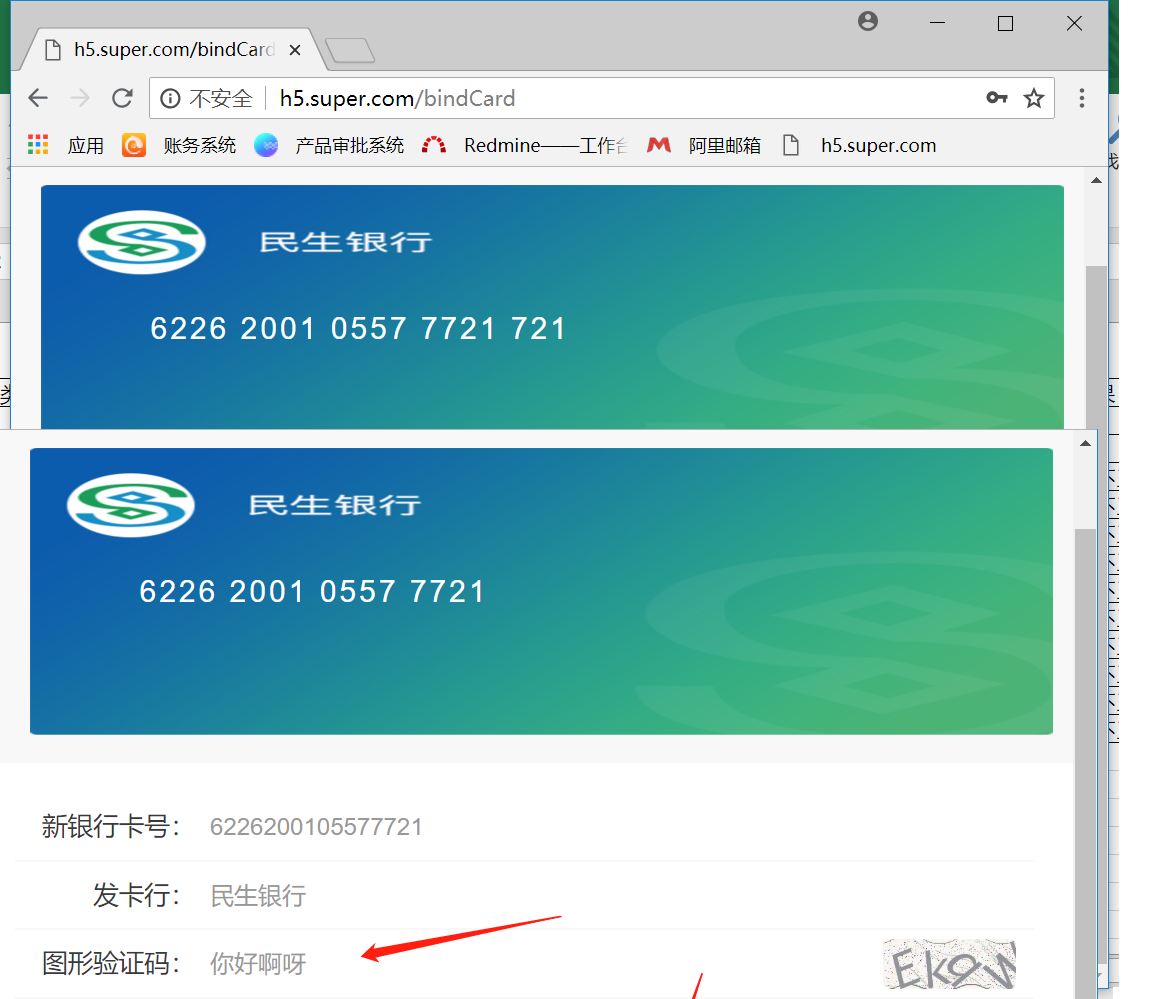 h5.super.com/bindCard
不安全 h5.super.com/bindCard
应用 账务系统 产品审批系统 Redmine——工作台 阿里邮箱 h5.super.com
民生银行
6226 2001 0557 7721 721
民生银行
6226 2001 0557 7721
新银行卡号： 6226200105577721
发卡行： 民生银行
图形验证码： 你好啊呀